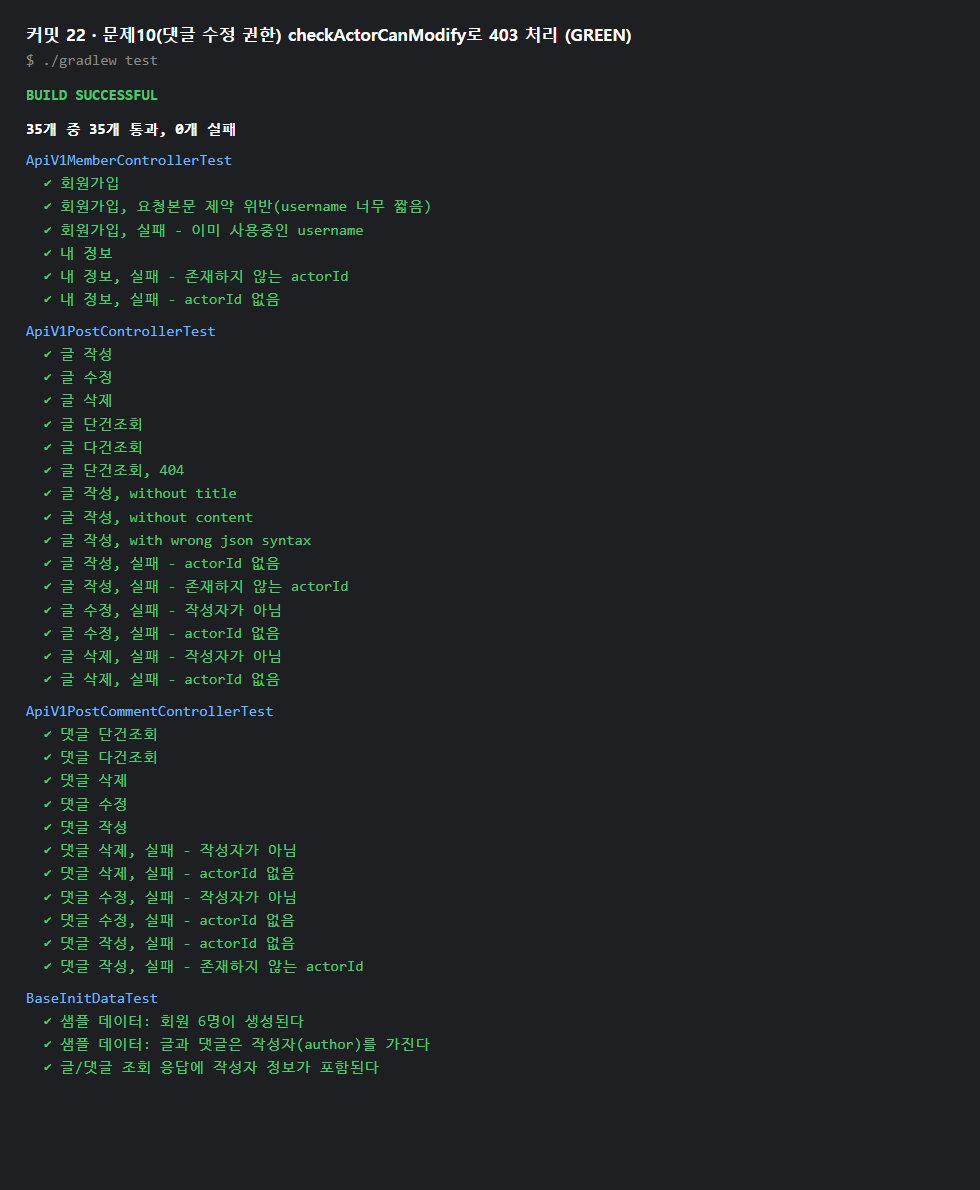 커밋 22 · 문제10(댓글 수정 권한) checkActorCanModify로 403 처리 (GREEN)
$ ./gradlew test
BUILD SUCCESSFUL
35개 중 35개 통과, 0개 실패
ApiV1MemberControllerTest
✔ 회원가입
✔ 회원가입, 요청본문 제약 위반(username 너무 짧음)
✔ 회원가입, 실패 - 이미 사용중인 username
✔ 내 정보
✔ 내 정보, 실패 - 존재하지 않는 actorId
✔ 내 정보, 실패 - actorId 없음
ApiV1PostControllerTest
✔ 글 작성
✔ 글 수정
✔ 글 삭제
✔ 글 단건조회
✔ 글 다건조회
✔ 글 단건조회, 404
✔ 글 작성, without title
✔ 글 작성, without content
✔ 글 작성, with wrong json syntax
✔ 글 작성, 실패 - actorId 없음
✔ 글 작성, 실패 - 존재하지 않는 actorId
✔ 글 수정, 실패 - 작성자가 아님
✔ 글 수정, 실패 - actorId 없음
✔ 글 삭제, 실패 - 작성자가 아님
✔ 글 삭제, 실패 - actorId 없음
ApiV1PostCommentControllerTest
✔ 댓글 단건조회
✔ 댓글 다건조회
✔ 댓글 삭제
✔ 댓글 수정
✔ 댓글 작성
✔ 댓글 삭제, 실패 - 작성자가 아님
✔ 댓글 삭제, 실패 - actorId 없음
✔ 댓글 수정, 실패 - 작성자가 아님
✔ 댓글 수정, 실패 - actorId 없음
✔ 댓글 작성, 실패 - actorId 없음
✔ 댓글 작성, 실패 - 존재하지 않는 actorId
BaseInitDataTest
✔ 샘플 데이터: 회원 6명이 생성된다
✔ 샘플 데이터: 글과 댓글은 작성자(author)를 가진다
✔ 글/댓글 조회 응답에 작성자 정보가 포함된다